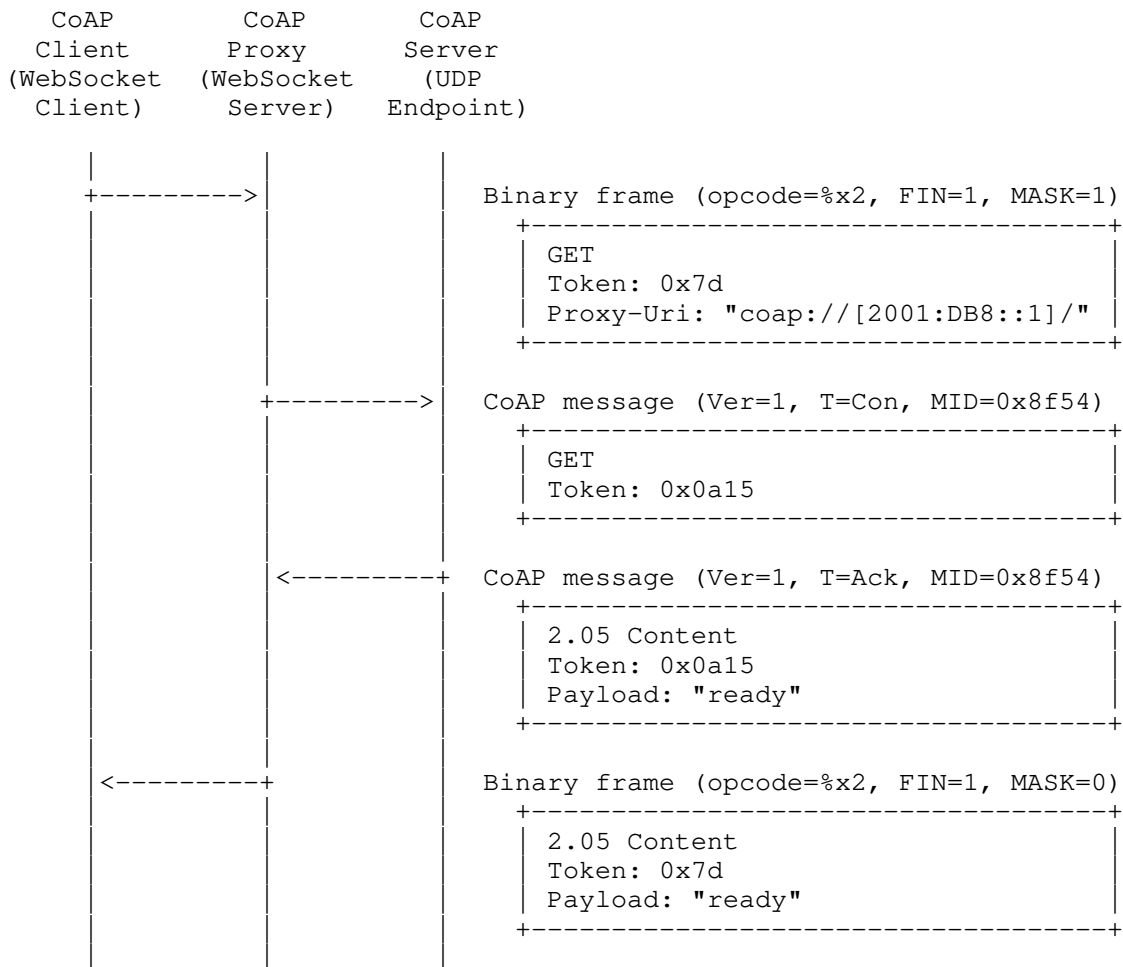 CoAP CoAP CoAP
Client Proxy Server
(WebSocket (WebSocket (UDP
Client) Server) Endpoint)
Binary frame (opcode=%x2, FIN=1, MASK=1)
GET
Token: 0x7d
Proxy-Uri: "coap://[2001:DB8::1]/"
CoAP message (Ver=1, T=Con, MID=0x8f54)
GET
Token: 0x0a15
CoAP message (Ver=1, T=Ack, MID=0x8f54)
2.05 Content
Token: 0x0a15
Payload: "ready"
Binary frame (opcode=%x2, FIN=1, MASK=0)
2.05 Content
Token: 0x7d
Payload: "ready"